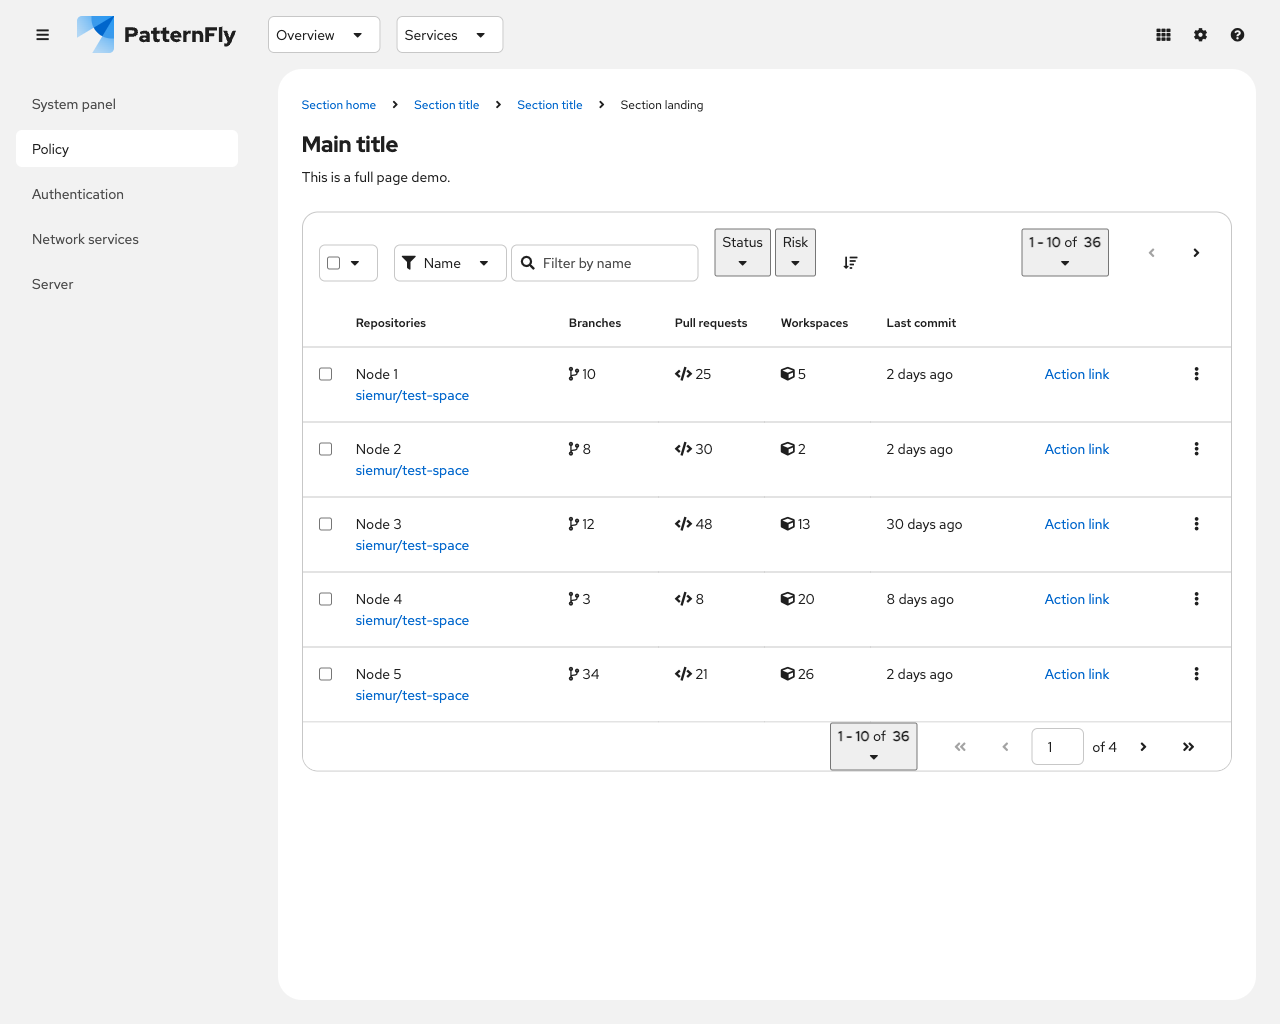 PatternFly
Overview
Services
System panel
Policy
Authentication
Network services
Server
Section home
Section title
Section title
Section landing
Main title
This is a full page demo.
Name
Filter by name
Status
Risk
1 - 10 of 36
Repositories
Branches
Pull requests
Workspaces
Last commit
Node 1
siemur/test-space
10
25
5
2 days ago
Action link
Node 2
siemur/test-space
8
30
2
2 days ago
Action link
Node 3
siemur/test-space
12
48
13
30 days ago
Action link
Node 4
siemur/test-space
3
8
20
8 days ago
Action link
Node 5
siemur/test-space
34
21
26
2 days ago
Action link
1 - 10 of 36
1
of 4